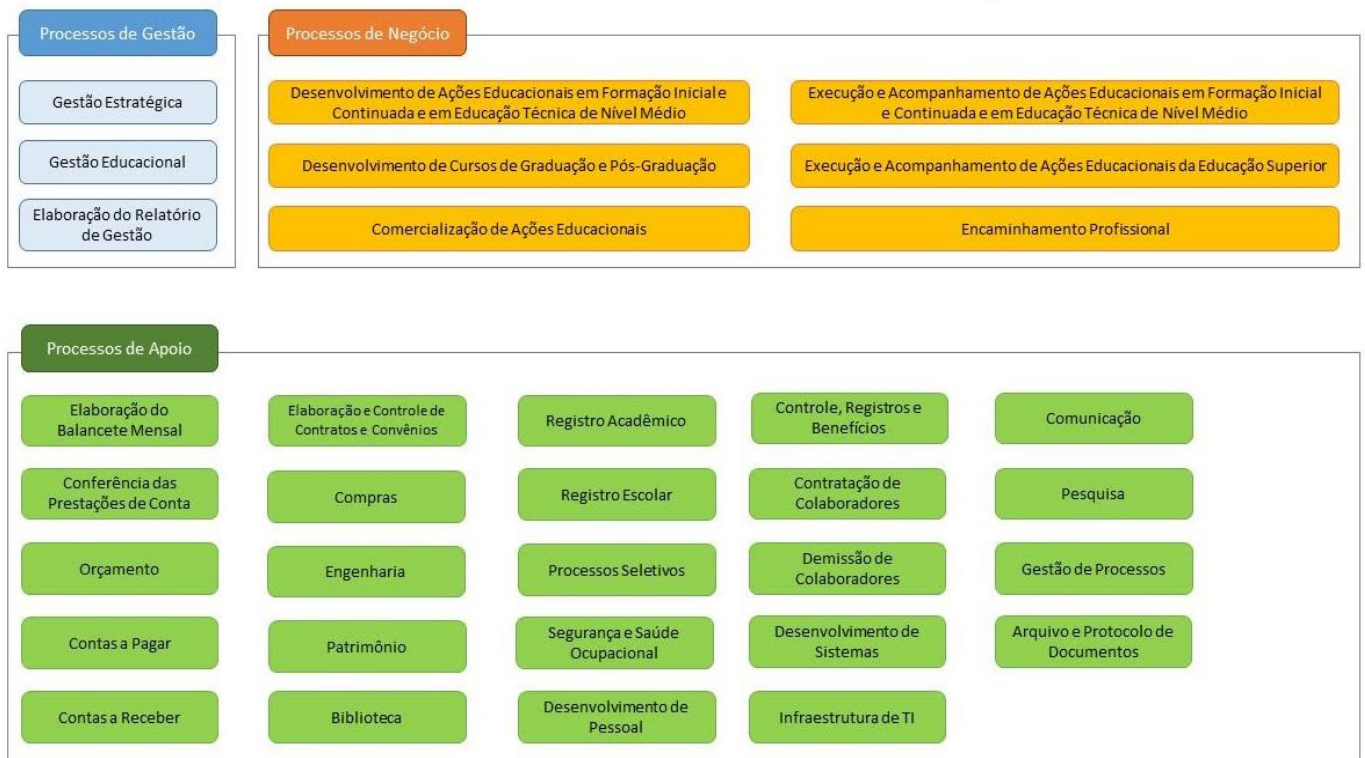 Processos de Gestão
Gestão Estratégica
Gestão Educacional
Elaboração do Relatório
de Gestão
Processos de Negócio
Desenvolvimento de Ações Educacionais em Formação Inicial e
Continuada e em Educação Técnica de Nível Médio
Execução e Acompanhamento de Ações Educacionais em Formação Inicial
e Continuada e em Educação Técnica de Nível Médio
Desenvolvimento de Cursos de Graduação e Pós-Graduação
Execução e Acompanhamento de Ações Educacionais da Educação Superior
Comercialização de Ações Educacionais
Encaminhamento Profissional
Processos de Apoio
Elaboração do
Balancete Mensal
Elaboração e Controle de
Contratos e Convênios
Registro Acadêmico
Controle, Registros e
Benefícios
Comunicação
Conferência das
Prestações de Conta
Compras
Registro Escolar
Contratação de
Colaboradores
Pesquisa
Orçamento
Engenharia
Processos Seletivos
Demissão de
Colaboradores
Gestão de Processos
Contas a Pagar
Patrimônio
Segurança e Saúde
Ocupacional
Desenvolvimento de
Sistemas
Arquivo e Protocolo de
Documentos
Contas a Receber
Biblioteca
Desenvolvimento de
Pessoal
Infraestrutura de TI